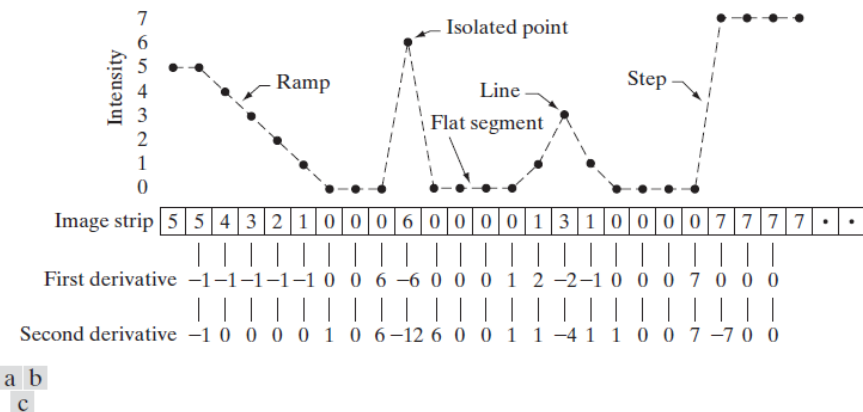 7
6
5
4
3
2
1
0
Intensity
Ramp
Isolated point
Line
Flat segment
Step
Image strip 5 5 4 3 2 1 0 0 0 6 0 0 0 0 1 3 1 0 0 0 0 7 7 7 7 • •
First derivative −1 −1 −1 −1 −1 0 0 6 −6 0 0 0 1 2 −2 −1 0 0 0 7 0 0 0
Second derivative −1 0 0 0 0 1 0 6 −12 6 0 0 1 1 −4 1 1 0 0 7 −7 0 0
a b
c